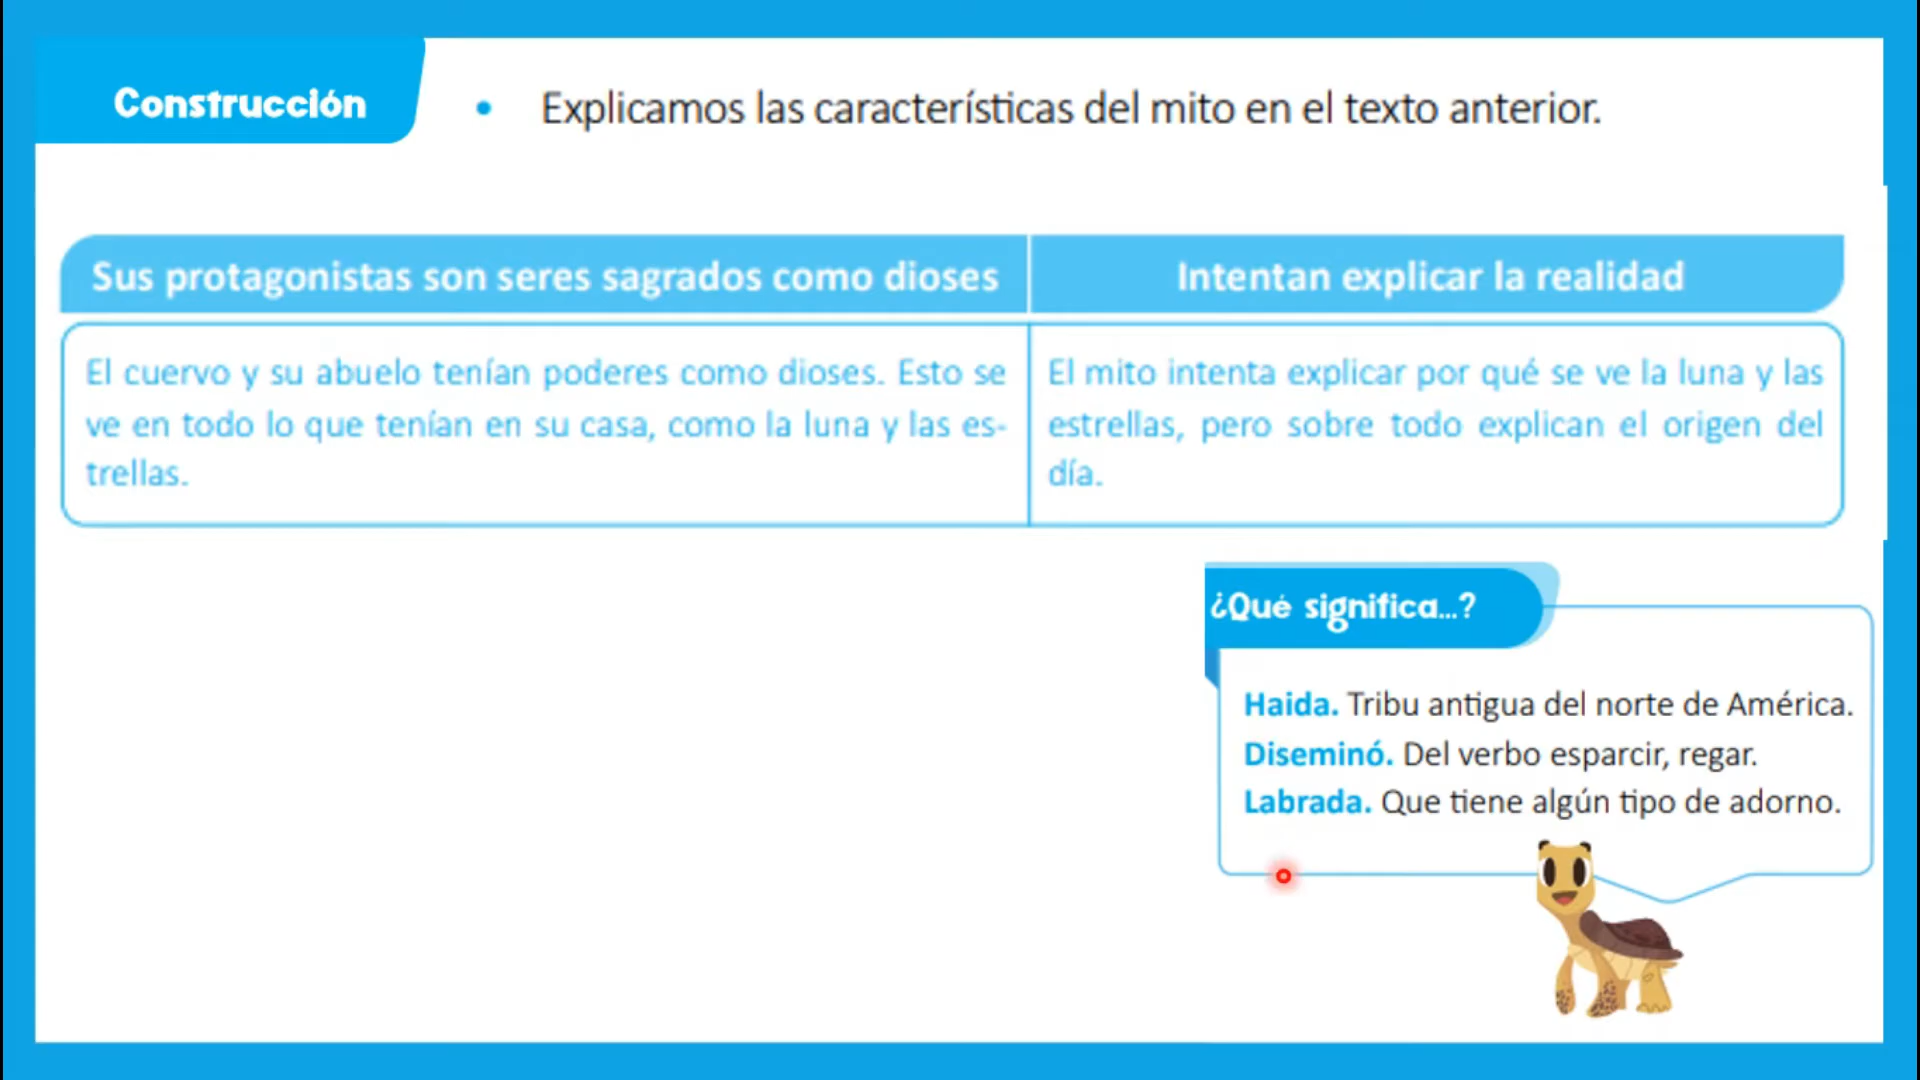 Construcción
• Explicamos las características del mito en el texto anterior.
Sus protagonistas son seres sagrados como dioses
Intentan explicar la realidad
El cuervo y su abuelo tenían poderes como dioses. Esto se
ve en todo lo que tenían en su casa, como la luna y las es-
trellas.
El mito intenta explicar por qué se ve la luna y las
estrellas, pero sobre todo explican el origen del
día.
¿Qué significa...?
Haida. Tribu antigua del norte de América.
Diseminó. Del verbo esparcir, regar.
Labrada. Que tiene algún tipo de adorno.